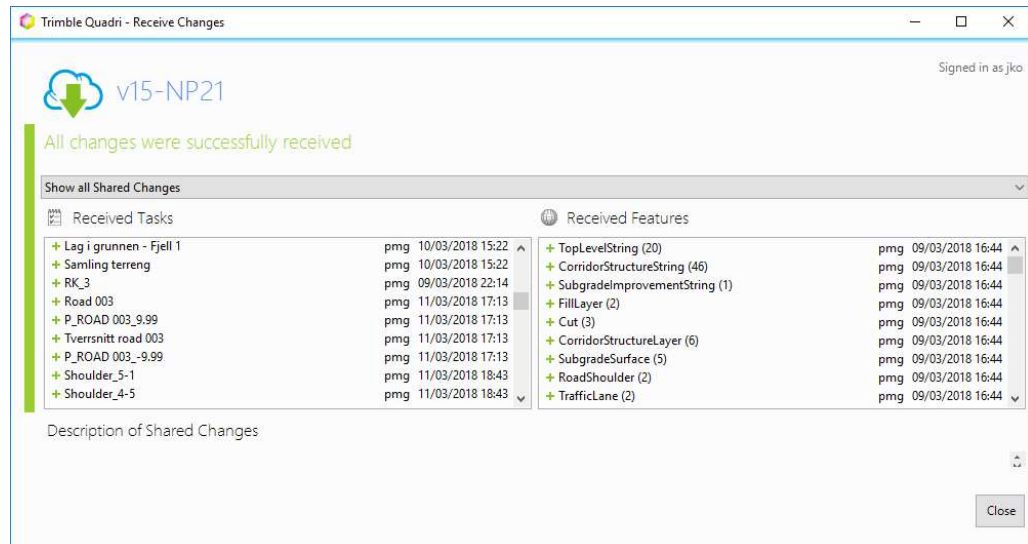 Trimble Quadri - Receive Changes
Signed in as jko
v15-NP21
All changes were successfully received
Show all Shared Changes
Received Tasks
+ Lag i grunnen - Fjell 1 pmg 10/03/2018 15:22
+ Samling terreng pmg 10/03/2018 15:22
+ RK_3 pmg 09/03/2018 22:14
+ Road 003 pmg 11/03/2018 17:13
+ P_ROAD 003_9.99 pmg 11/03/2018 17:13
+ Tverrsnitt road 003 pmg 11/03/2018 17:13
+ P_ROAD 003_-9.99 pmg 11/03/2018 17:13
+ Shoulder_5-1 pmg 11/03/2018 18:43
+ Shoulder_4-5 pmg 11/03/2018 18:43
Received Features
+ TopLevelString (20) pmg 09/03/2018 16:44
+ CorridorStructureString (46) pmg 09/03/2018 16:44
+ SubgradeImprovementString (1) pmg 09/03/2018 16:44
+ FillLayer (2) pmg 09/03/2018 16:44
+ Cut (3) pmg 09/03/2018 16:44
+ CorridorStructureLayer (6) pmg 09/03/2018 16:44
+ SubgradeSurface (5) pmg 09/03/2018 16:44
+ RoadShoulder (2) pmg 09/03/2018 16:44
+ TrafficLane (2) pmg 09/03/2018 16:44
Description of Shared Changes
Close